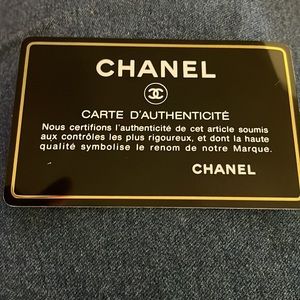 CHANEL
CARTE D'AUTHENTICITÉ
Nous certifions l'authenticité de cet article soumis
aux contrôles les plus rigoureux, et dont la haute
qualité symbolise le renom de notre Marque.
CHANEL